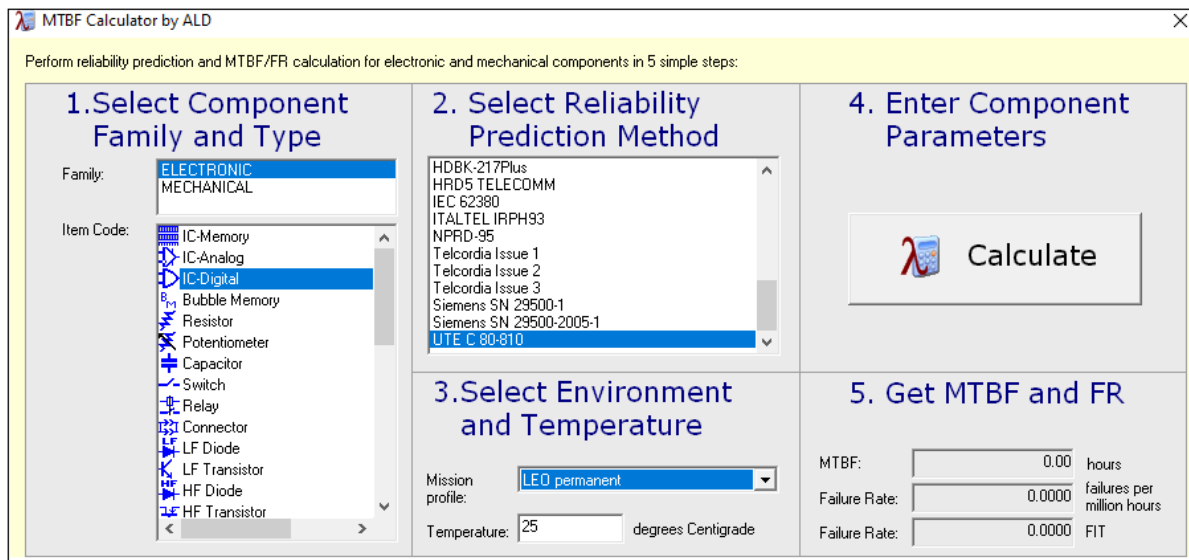 MTBF Calculator by ALD
Perform reliability prediction and MTBF/FR calculation for electronic and mechanical components in 5 simple steps:
1.Select Component
Family and Type
Family:
ELECTRONIC
MECHANICAL
Item Code:
IC-Memory
IC-Analog
IC-Digital
BM Bubble Memory
Resistor
Potentiometer
Capacitor
Switch
Relay
Connector
LF LF Diode
LF Transistor
HF HF Diode
HF HF Transistor
2. Select Reliability
Prediction Method
HDBK-217Plus
HRD5 TELECOMM
IEC 62380
ITALTEL IRPH93
NPRD-95
Telcordia Issue 1
Telcordia Issue 2
Telcordia Issue 3
Siemens SN 29500-1
Siemens SN 29500-2005-1
UTE C 80-810
3.Select Environment
and Temperature
Mission
profile:
LEO permanent
Temperature: 25 degrees Centigrade
4. Enter Component
Parameters
λ Calculate
5. Get MTBF and FR
MTBF: 0.00 hours
Failure Rate: 0.0000 failures per
million hours
Failure Rate: 0.0000 FIT